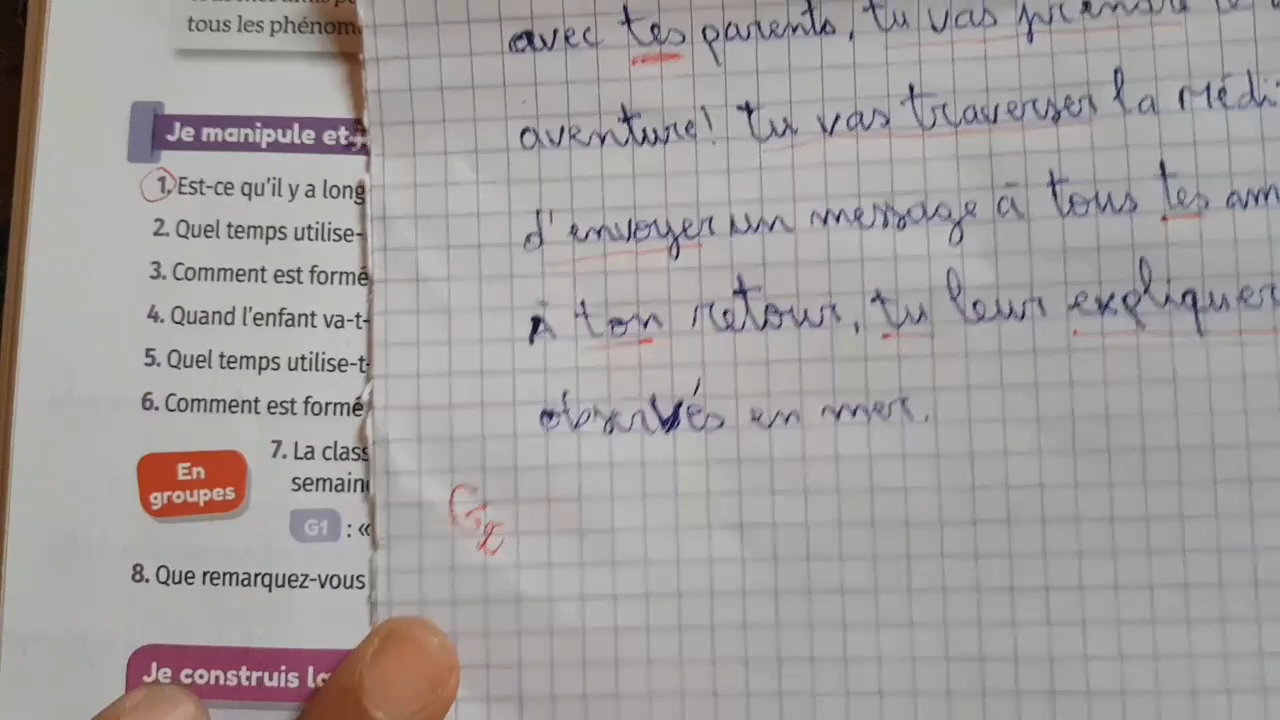 tous les phénom
Je manipule et
1. Est-ce qu'il y a long
2. Quel temps utilise-
3. Comment est formé
4. Quand l'enfant va-t-
5. Quel temps utilise-t-
6. Comment est formé
En
groupes
7. La class
semain
G1 : «
8. Que remarquez-vous
Je construis
avec tes parents, tu vas
aventure! tu vas traverser la Médi
d'envoyer un message à tous tes am
À ton retour, tu leur expliquer
en mer.
G2